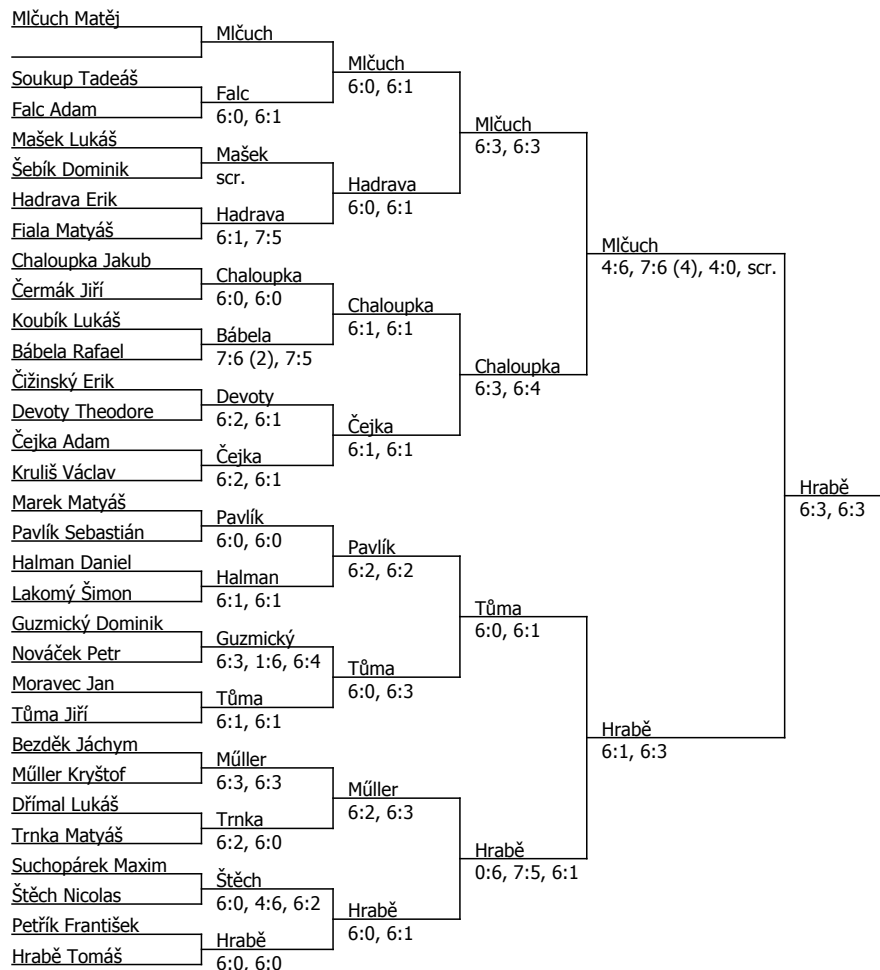 Mlčuch Matěj
Soukup Tadeáš
Falc Adam
Mašek Lukáš
Šebík Dominik
Hadrava Erik
Fiala Matyáš
Chaloupka Jakub
Čermák Jiří
Koubík Lukáš
Bábela Rafael
Čižinský Erik
Devoty Theodore
Čejka Adam
Kruliš Václav
Marek Matyáš
Pavlík Sebastián
Halman Daniel
Lakomý Šimon
Guzmický Dominik
Nováček Petr
Moravec Jan
Tůma Jiří
Bezděk Jáchym
Műller Kryštof
Dřímal Lukáš
Trnka Matyáš
Suchopárek Maxim
Štěch Nicolas
Petřík František
Hrabě Tomáš
Mlčuch
Falc
6:0, 6:1
Mašek
scr.
Hadrava
6:1, 7:5
Chaloupka
6:0, 6:0
Bábela
7:6 (2), 7:5
Devoty
6:2, 6:1
Čejka
6:2, 6:1
Pavlík
6:0, 6:0
Halman
6:1, 6:1
Guzmický
6:3, 1:6, 6:4
Tůma
6:1, 6:1
Műller
6:3, 6:3
Trnka
6:2, 6:0
Štěch
6:0, 4:6, 6:2
Hrabě
6:0, 6:0
Mlčuch
6:0, 6:1
Hadrava
6:0, 6:1
Chaloupka
6:1, 6:1
Čejka
6:1, 6:1
Pavlík
6:2, 6:2
Tůma
6:0, 6:3
Műller
6:2, 6:3
Hrabě
6:0, 6:1
Mlčuch
6:3, 6:3
Chaloupka
6:3, 6:4
Tůma
6:0, 6:1
Hrabě
0:6, 7:5, 6:1
Mlčuch
4:6, 7:6 (4), 4:0, scr.
Hrabě
6:1, 6:3
Hrabě
6:3, 6:3